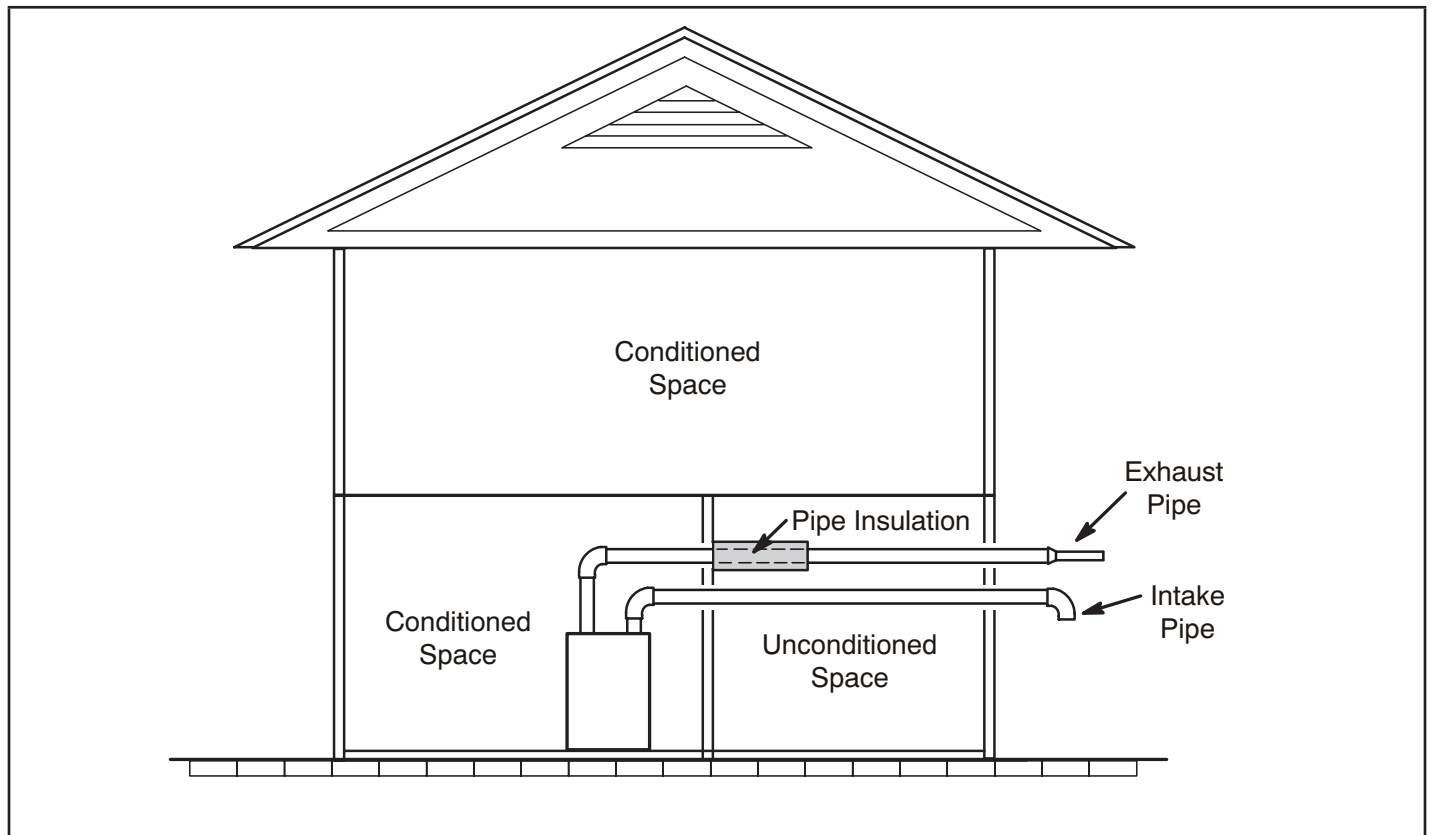 Conditioned
Space
Exhaust
Pipe
Pipe Insulation
Intake
Pipe
Conditioned
Space
Unconditioned
Space